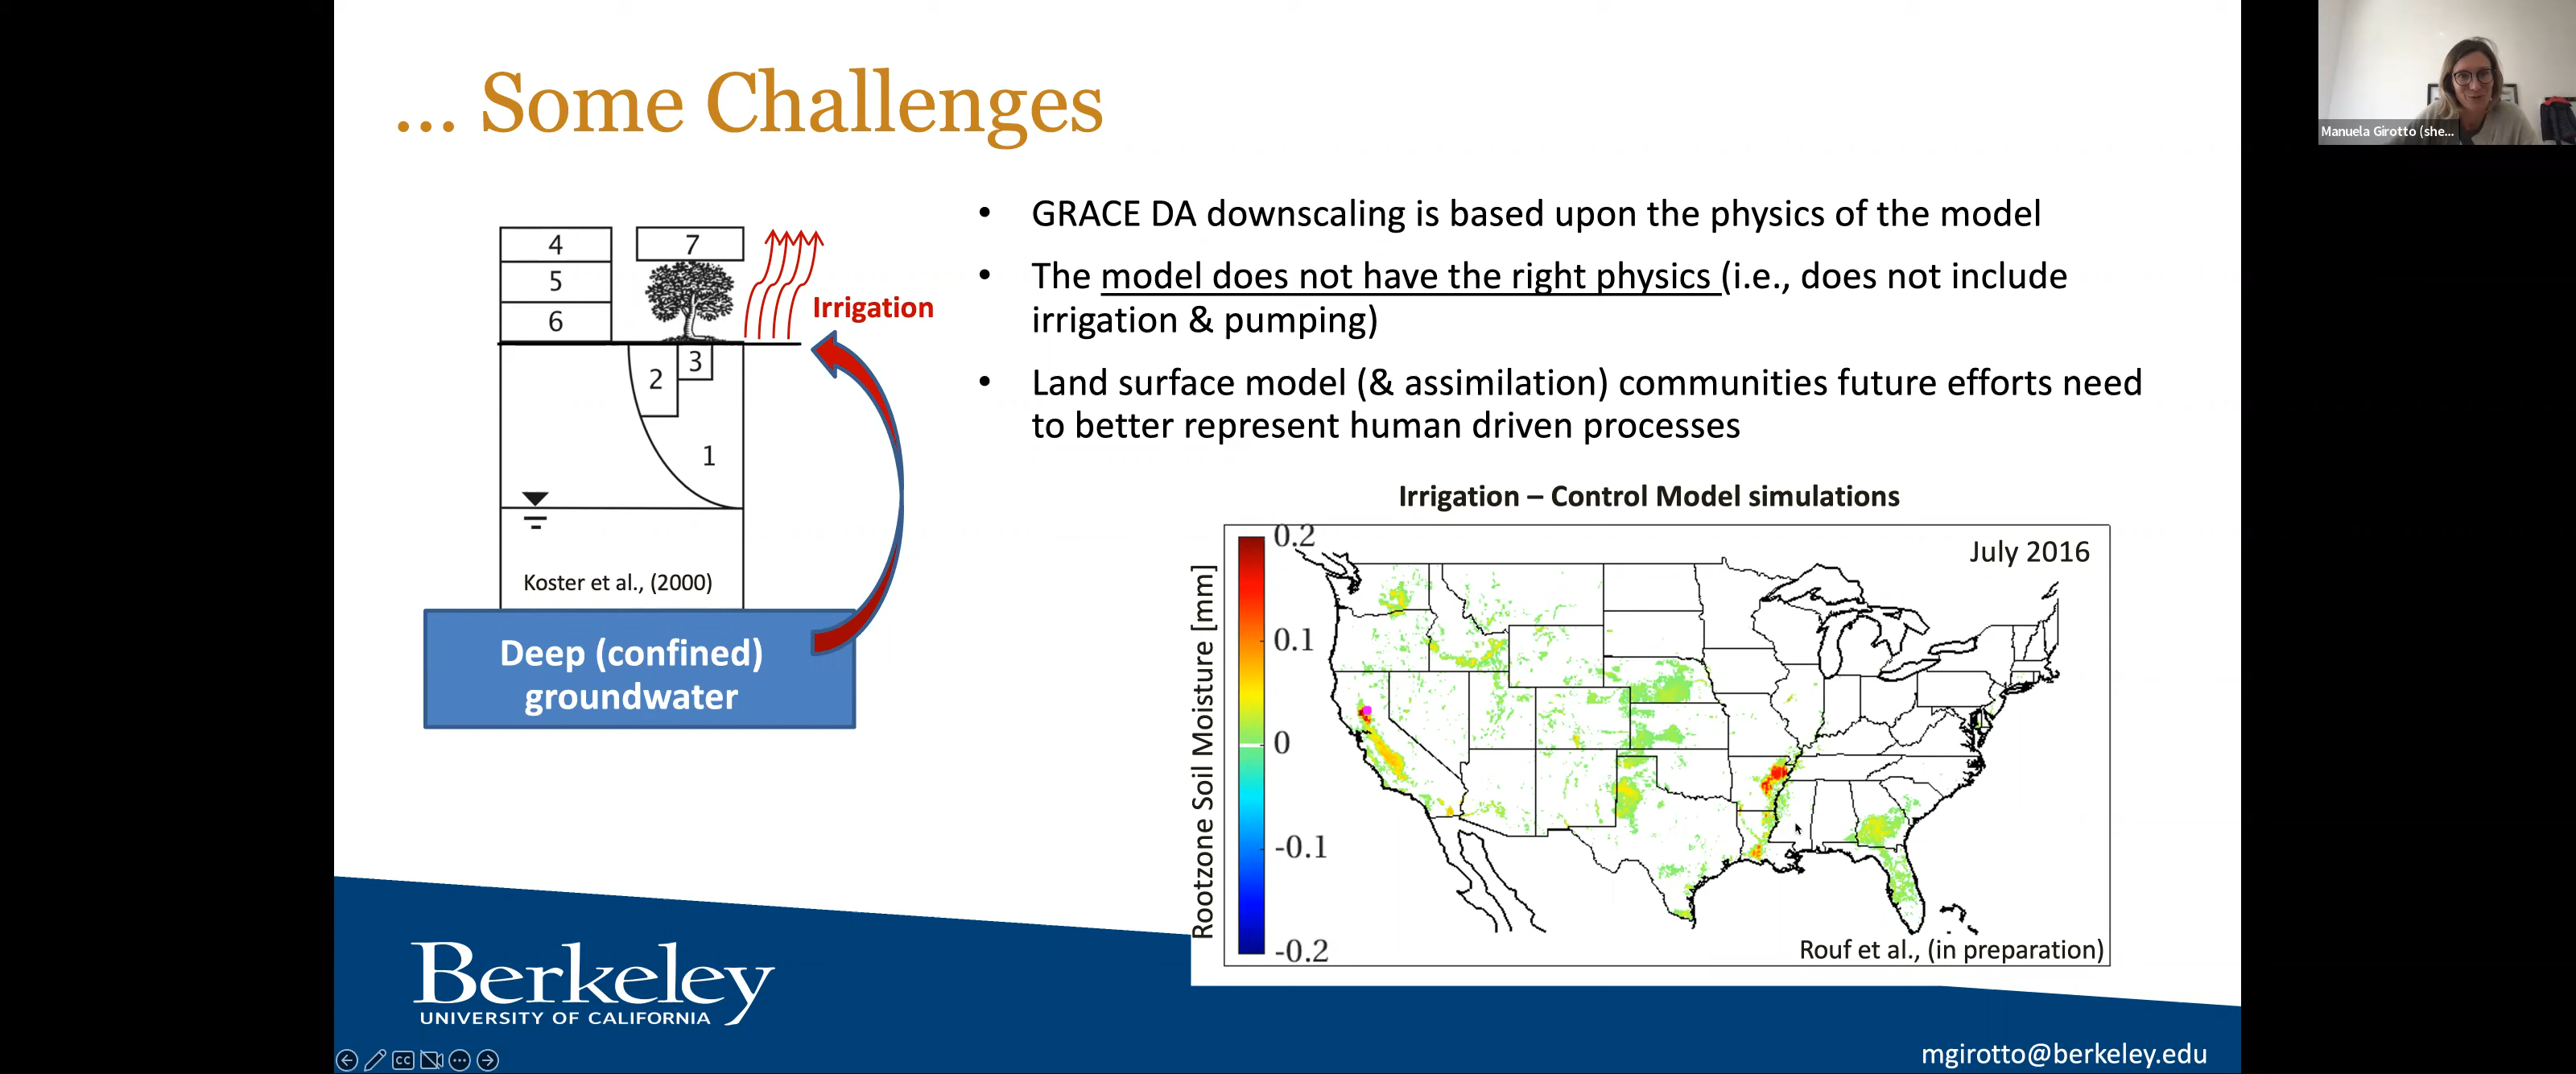 ... Some Challenges
Manuela Girotto (she...
• GRACE DA downscaling is based upon the physics of the model
• The model does not have the right physics (i.e., does not include
irrigation & pumping)
• Land surface model (& assimilation) communities future efforts need
to better represent human driven processes
4
5
6
7
Irrigation
3
2
1
Koster et al., (2000)
Deep (confined)
groundwater
Irrigation – Control Model simulations
July 2016
Rootzone Soil Moisture [mm]
0.2
0.1
0
-0.1
-0.2
Rouf et al., (in preparation)
Berkeley
UNIVERSITY OF CALIFORNIA
CC
mgirotto@berkeley.edu